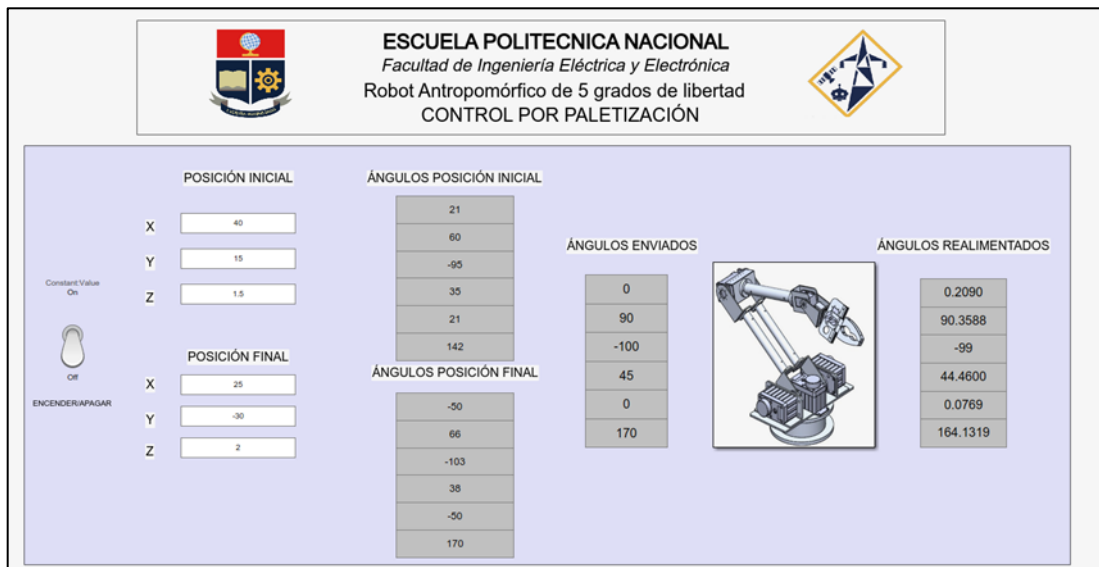 ESCUELA POLITECNICA NACIONAL
Facultad de Ingeniería Eléctrica y Electrónica
Robot Antropomórfico de 5 grados de libertad
CONTROL POR PALETIZACIÓN
POSICIÓN INICIAL
X 40
Y 15
Z 1.5
Constant:Value
On
Off
ENCENDER/APAGAR
POSICIÓN FINAL
X 25
Y -30
Z 2
ÁNGULOS POSICIÓN INICIAL
21
60
-95
35
21
142
ÁNGULOS POSICIÓN FINAL
-50
66
-103
38
-50
170
ÁNGULOS ENVIADOS
0
90
-100
45
0
170
ÁNGULOS REALIMENTADOS
0.2090
90.3588
-99
44.4600
0.0769
164.1319